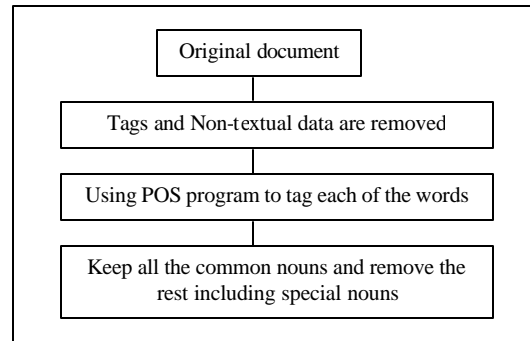 Original document
Tags and Non-textual data are removed
Using POS program to tag each of the words
Keep all the common nouns and remove the
rest including special nouns